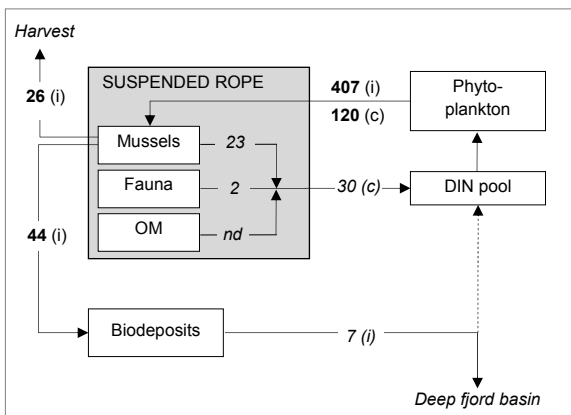 Harvest
SUSPENDED ROPE
26 (i)
407 (i)
120 (c)
Phyto-
plankton
Mussels
23
Fauna
2
30 (c)
DIN pool
OM
nd
44 (i)
Biodeposits
7 (i)
Deep fjord basin